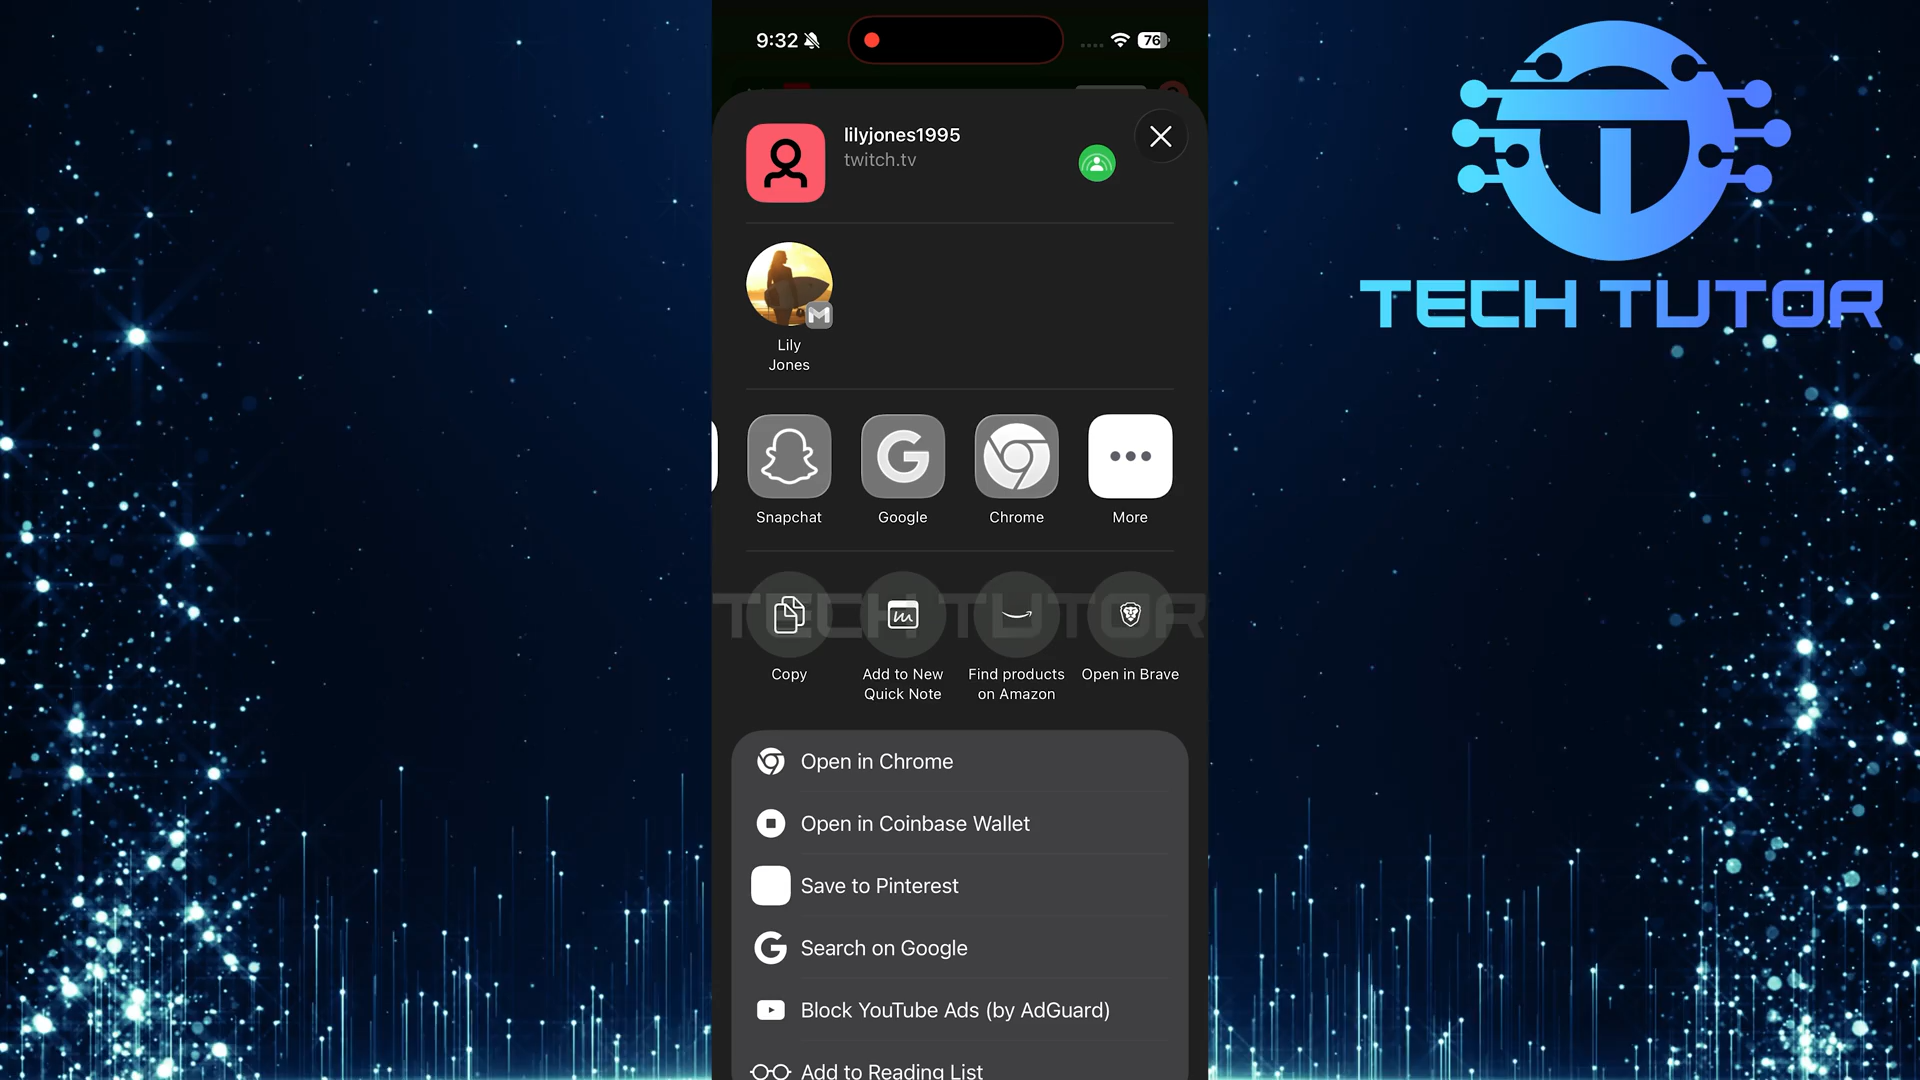 9:32
76
lilyjones1995
twitch.tv
TECH TUTOR
Lily
Jones
Snapchat
Google
Chrome
More
TECH TUTOR
Copy
Add to New
Quick Note
Find products
on Amazon
Open in Brave
Open in Chrome
Open in Coinbase Wallet
Save to Pinterest
Search on Google
Block YouTube Ads (by AdGuard)
Add to Reading List